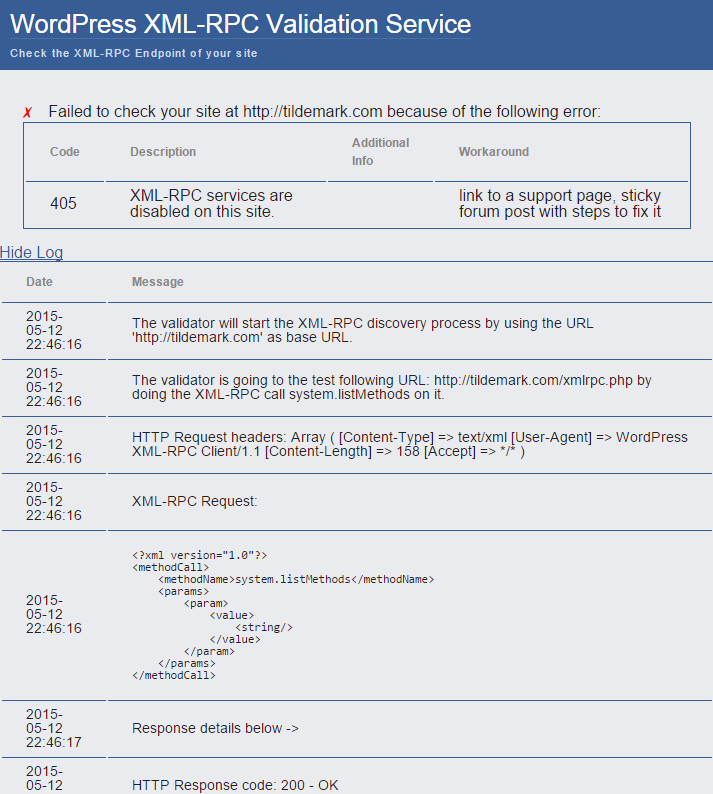 WordPress XML-RPC Validation Service
Check the XML-RPC Endpoint of your site
✗ Failed to check your site at http://tildemark.com because of the following error:
Code Description Additional Info Workaround
405 XML-RPC services are disabled on this site. link to a support page, sticky forum post with steps to fix it
Hide Log
Date Message
2015-
05-12
22:46:16
The validator will start the XML-RPC discovery process by using the URL
'http://tildemark.com' as base URL.
2015-
05-12
22:46:16
The validator is going to the test following URL: http://tildemark.com/xmlrpc.php by
doing the XML-RPC call system.listMethods on it.
2015-
05-12
22:46:16
HTTP Request headers: Array ( [Content-Type] => text/xml [User-Agent] => WordPress
XML-RPC Client/1.1 [Content-Length] => 158 [Accept] => */* )
2015-
05-12
22:46:16
XML-RPC Request:
2015-
05-12
22:46:16
<?xml version="1.0"?>
<methodCall>
<methodName>system.listMethods</methodName>
<params>
<param>
<value>
<string/>
</value>
</param>
</params>
</methodCall>
2015-
05-12
22:46:17
Response details below ->
2015-
05-12
HTTP Response code: 200 - OK